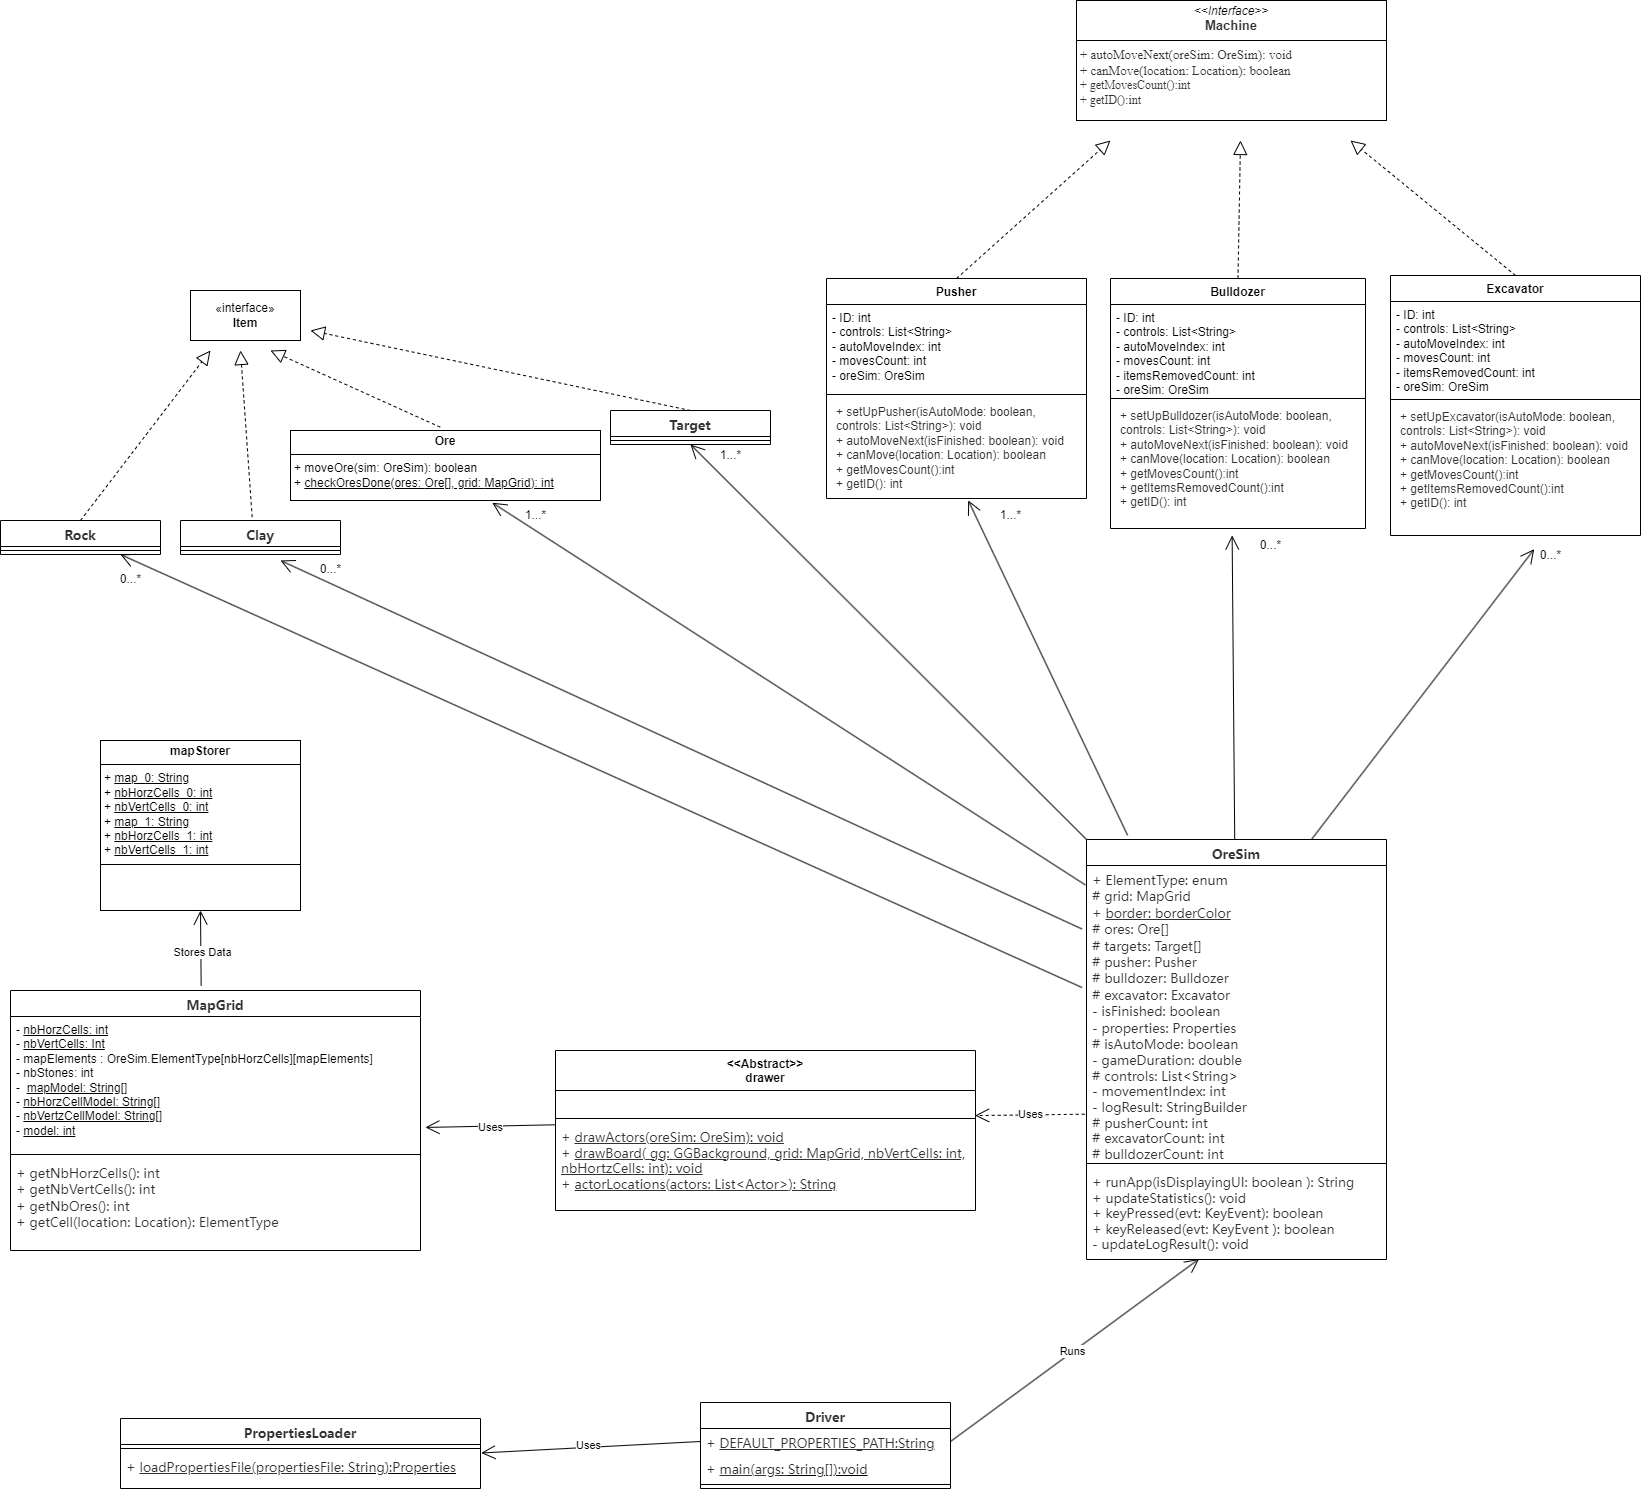 <<Interface>>
Machine
+ autoMoveNext(oreSim: OreSim): void
+ canMove(location: Location): boolean
+ getMovesCount():int
+ getID():int
«interface»
Item
Pusher
- ID: int
- controls: List<String>
- autoMoveIndex: int
- movesCount: int
- oreSim: OreSim
+ setUpPusher(isAutoMode: boolean,
controls: List<String>): void
+ autoMoveNext(isFinished: boolean): void
+ canMove(location: Location): boolean
+ getMovesCount():int
+ getID(): int
Bulldozer
- ID: int
- controls: List<String>
- autoMoveIndex: int
- movesCount: int
- itemsRemovedCount: int
- oreSim: OreSim
+ setUpBulldozer(isAutoMode: boolean,
controls: List<String>): void
+ autoMoveNext(isFinished: boolean): void
+ canMove(location: Location): boolean
+ getMovesCount():int
+ getItemsRemovedCount():int
+ getID(): int
Excavator
- ID: int
- controls: List<String>
- autoMoveIndex: int
- movesCount: int
- itemsRemovedCount: int
- oreSim: OreSim
+ setUpExcavator(isAutoMode: boolean,
controls: List<String>): void
+ autoMoveNext(isFinished: boolean): void
+ canMove(location: Location): boolean
+ getMovesCount():int
+ getItemsRemovedCount():int
+ getID(): int
Target
1...*
Ore
+ moveOre(sim: OreSim): boolean
+ checkOresDone(ores: Ore[], grid: MapGrid): int
1...*
1...*
0...*
0...*
Rock
0...*
Clay
0...*
mapStorer
+ map_0: String
+ nbHorzCells_0: int
+ nbVertCells_0: int
+ map_1: String
+ nbHorzCells_1: int
+ nbVertCells_1: int
Stores Data
MapGrid
- nbHorzCells: int
- nbVertCells: Int
- mapElements : OreSim.ElementType[nbHorzCells][mapElements]
- nbStones: int
- mapModel: String[]
- nbHorzCellModel: String[]
- nbVertzCellModel: String[]
- model: int
+ getNbHorzCells(): int
+ getNbVertCells(): int
+ getNbOres(): int
+ getCell(location: Location): ElementType
Uses
<<Abstract>>
drawer
+ drawActors(oreSim: OreSim): void
+ drawBoard( gg: GGBackground, grid: MapGrid, nbVertCells: int,
nbHortzCells: int): void
+ actorLocations(actors: List<Actor>): String
Uses
OreSim
+ ElementType: enum
# grid: MapGrid
+ border: borderColor
# ores: Ore[]
# targets: Target[]
# pusher: Pusher
# bulldozer: Bulldozer
# excavator: Excavator
- isFinished: boolean
- properties: Properties
# isAutoMode: boolean
- gameDuration: double
# controls: List<String>
- movementIndex: int
- logResult: StringBuilder
# pusherCount: int
# excavatorCount: int
# bulldozerCount: int
+ runApp(isDisplayingUI: boolean ): String
+ updateStatistics(): void
+ keyPressed(evt: KeyEvent): boolean
+ keyReleased(evt: KeyEvent ): boolean
- updateLogResult(): void
Runs
PropertiesLoader
+ loadPropertiesFile(propertiesFile: String):Properties
Uses
Driver
+ DEFAULT_PROPERTIES_PATH:String
+ main(args: String[]):void